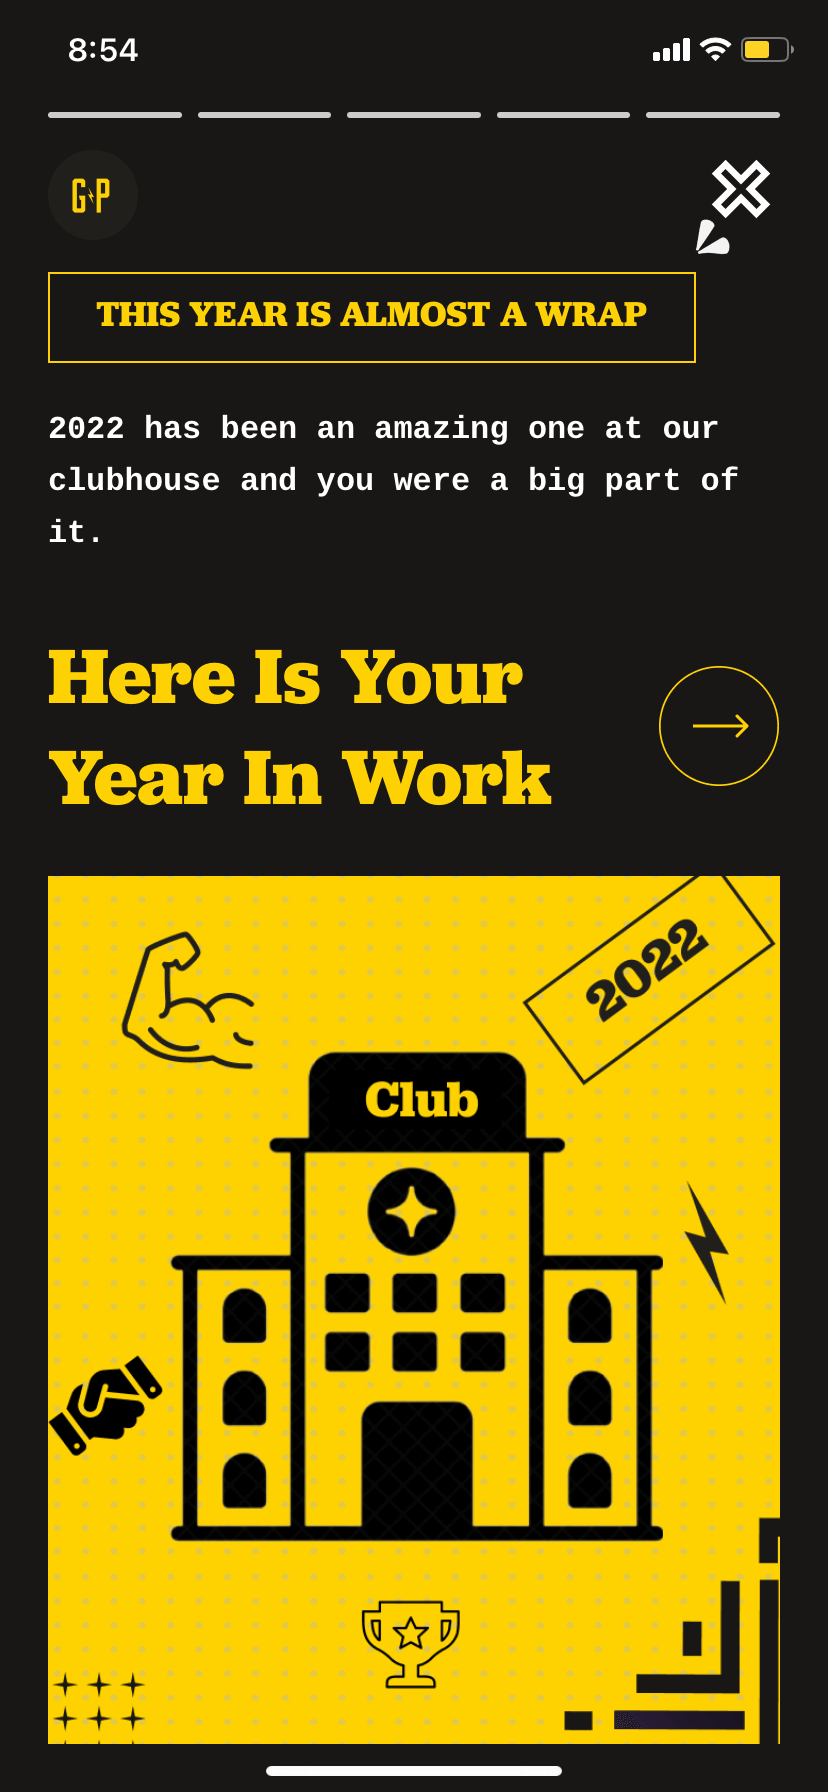 8:54
G P
THIS YEAR IS ALMOST A WRAP
2022 has been an amazing one at our
clubhouse and you were a big part of
it.
Here Is Your
Year In Work
2022
Club